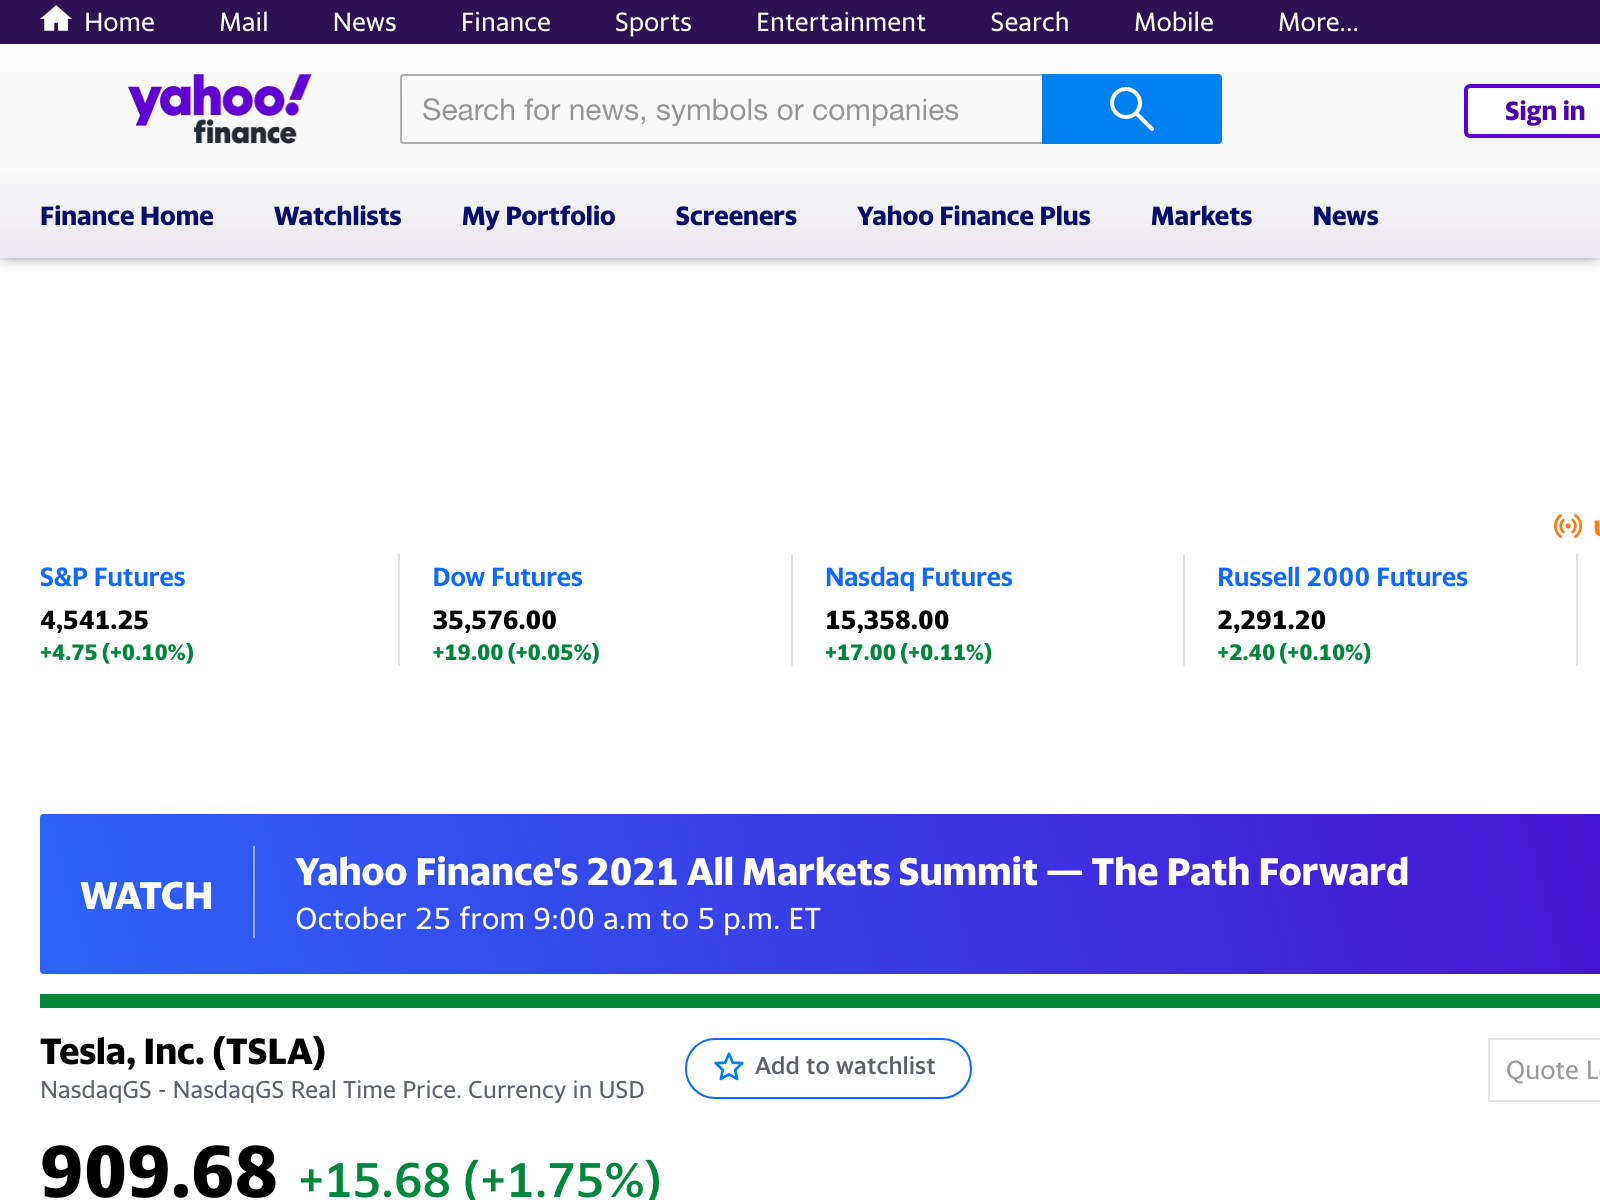 Home Mail News Finance Sports Entertainment Search Mobile More...
yahoo!
finance
Search for news, symbols or companies
Sign in
Finance Home Watchlists My Portfolio Screeners Yahoo Finance Plus Markets News
S&P Futures
4,541.25
+4.75 (+0.10%)
Dow Futures
35,576.00
+19.00 (+0.05%)
Nasdaq Futures
15,358.00
+17.00 (+0.11%)
Russell 2000 Futures
2,291.20
+2.40 (+0.10%)
WATCH
Yahoo Finance's 2021 All Markets Summit — The Path Forward
October 25 from 9:00 a.m to 5 p.m. ET
Tesla, Inc. (TSLA)
NasdaqGS - NasdaqGS Real Time Price. Currency in USD
Add to watchlist
Quote
909.68 +15.68 (+1.75%)